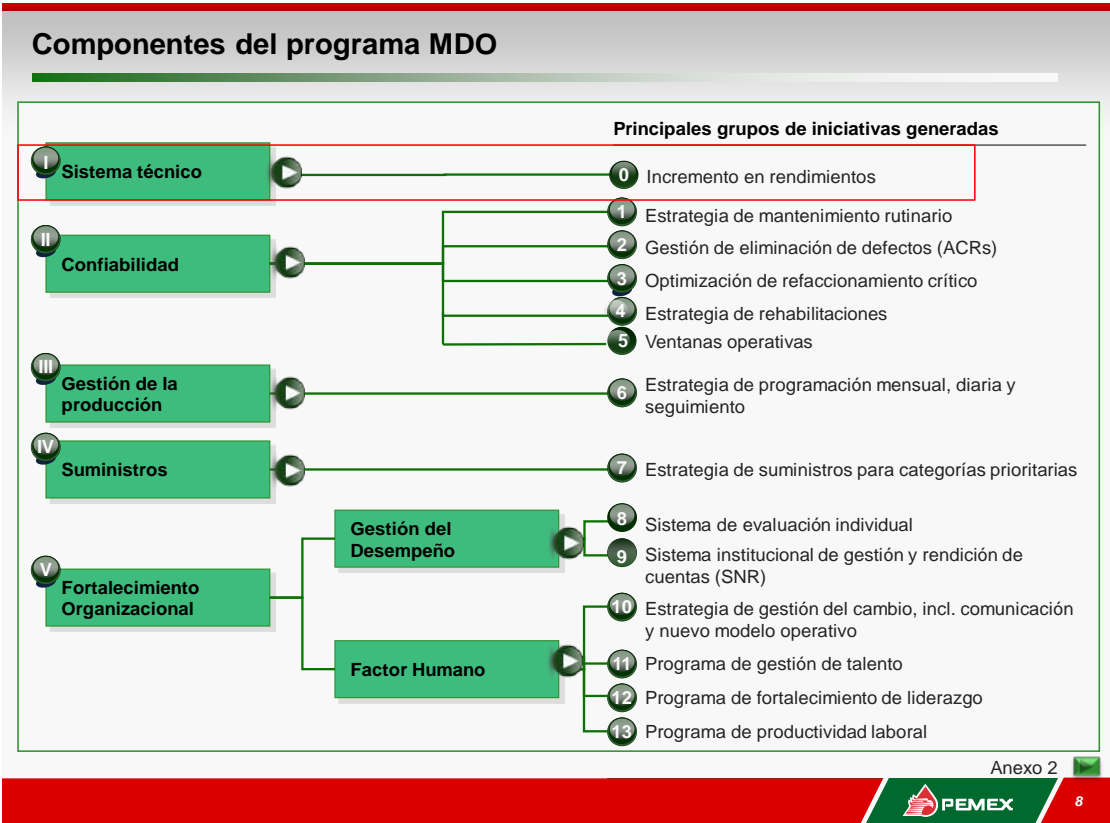 Componentes del programa MDO
Principales grupos de iniciativas generadas
I
Sistema técnico
0
Incremento en rendimientos
II
Confiabilidad
1
Estrategia de mantenimiento rutinario
2
Gestión de eliminación de defectos (ACRs)
3
Optimización de refaccionamiento crítico
4
Estrategia de rehabilitaciones
5
Ventanas operativas
III
Gestión de la
producción
6
Estrategia de programación mensual, diaria y
seguimiento
IV
Suministros
7
Estrategia de suministros para categorías prioritarias
V
Fortalecimiento
Organizacional
Gestión del
Desempeño
8
Sistema de evaluación individual
9
Sistema institucional de gestión y rendición de
cuentas (SNR)
Factor Humano
10
Estrategia de gestión del cambio, incl. comunicación
y nuevo modelo operativo
11
Programa de gestión de talento
12
Programa de fortalecimiento de liderazgo
13
Programa de productividad laboral
Anexo 2
PEMEX
8